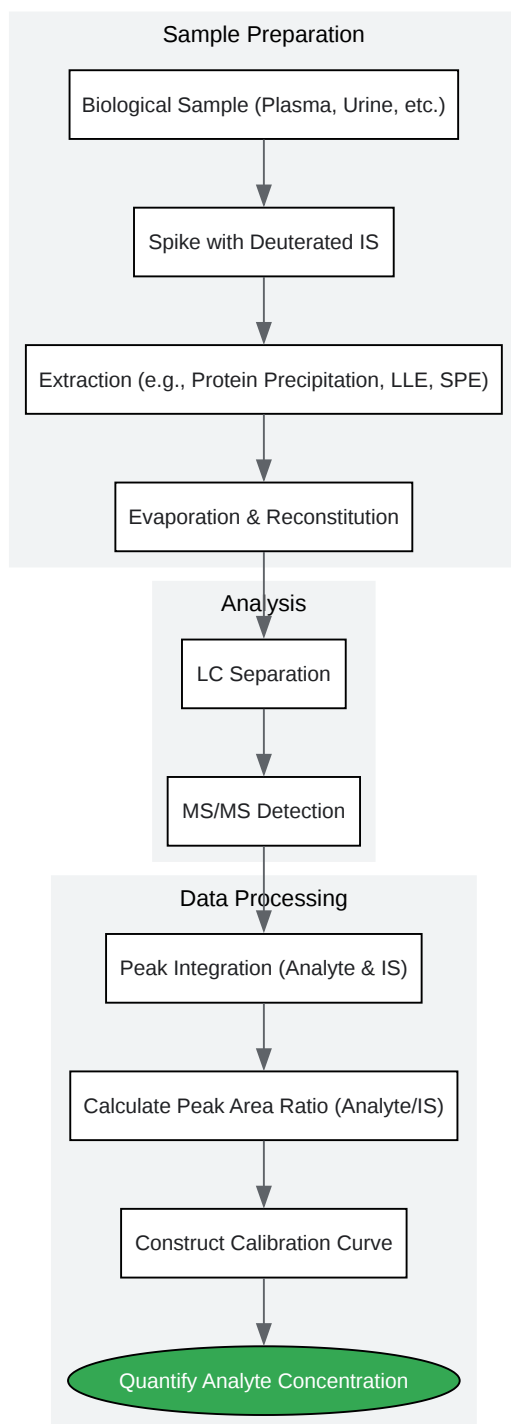 Sample Preparation
Biological Sample (Plasma, Urine, etc.)
Spike with Deuterated IS
Extraction (e.g., Protein Precipitation, LLE, SPE)
Evaporation & Reconstitution
Analysis
LC Separation
MS/MS Detection
Data Processing
Peak Integration (Analyte & IS)
Calculate Peak Area Ratio (Analyte/IS)
Construct Calibration Curve
Quantify Analyte Concentration